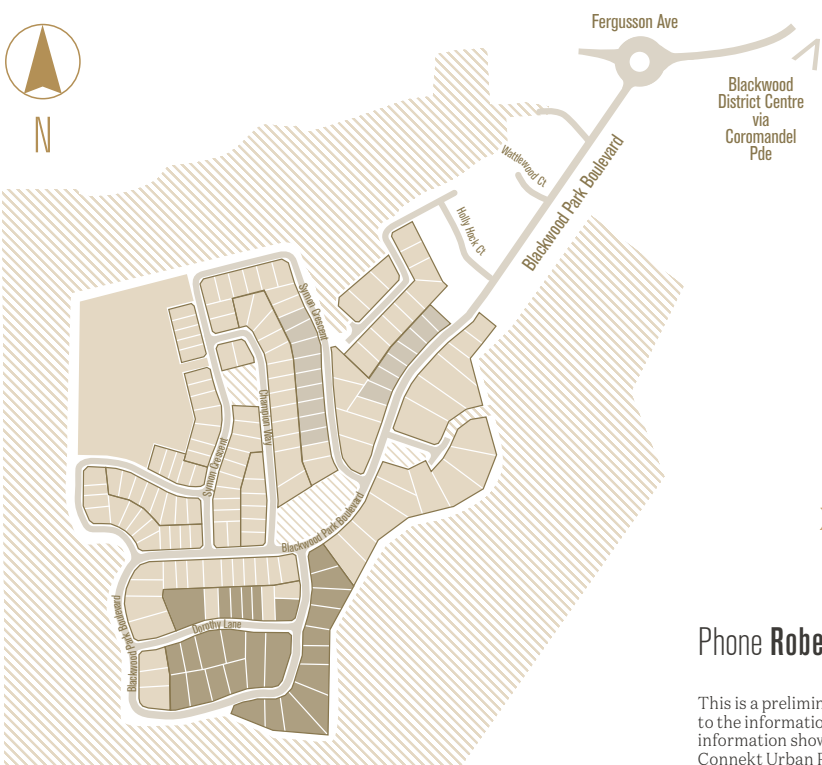 Fergusson Ave
N
Blackwood
District Centre
via
Coromandel
Pde
Wattlewood Ct
Blackwood Park Boulevard
Holly Hock Ct
Symon Crescent
Champion Way
Symon Crescent
Blackwood Park Boulevard
Blackwood Park Boulevard
Dorothy Lane
Phone Robe
This is a prelimin
to the informatio
information show
Connekt Urban P